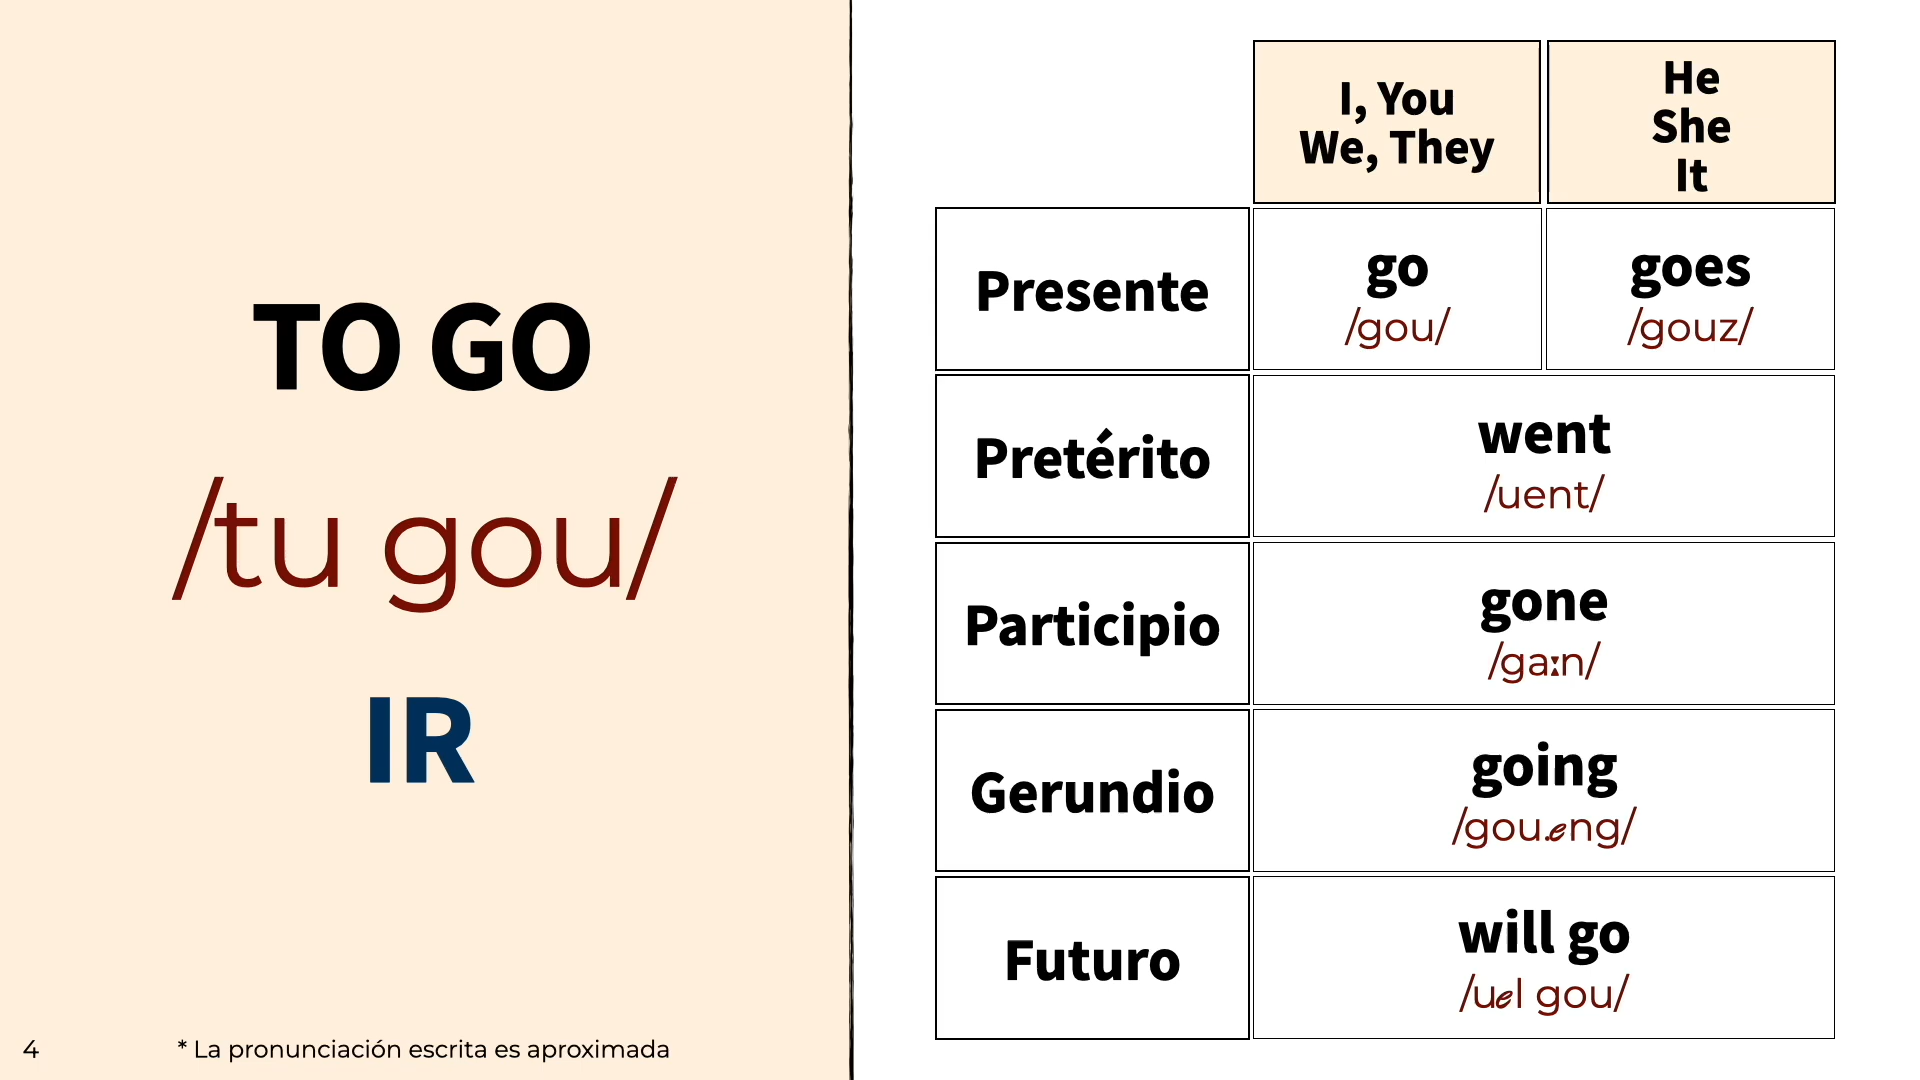 TO GO
/tu gou/
IR
4
* La pronunciación escrita es aproximada
I, You
We, They
He
She
It
Presente
go
/gou/
goes
/gouz/
Pretérito
went
/uent/
Participio
gone
/gaːn/
Gerundio
going
/gou.ℯng/
Futuro
will go
/uℯl gou/